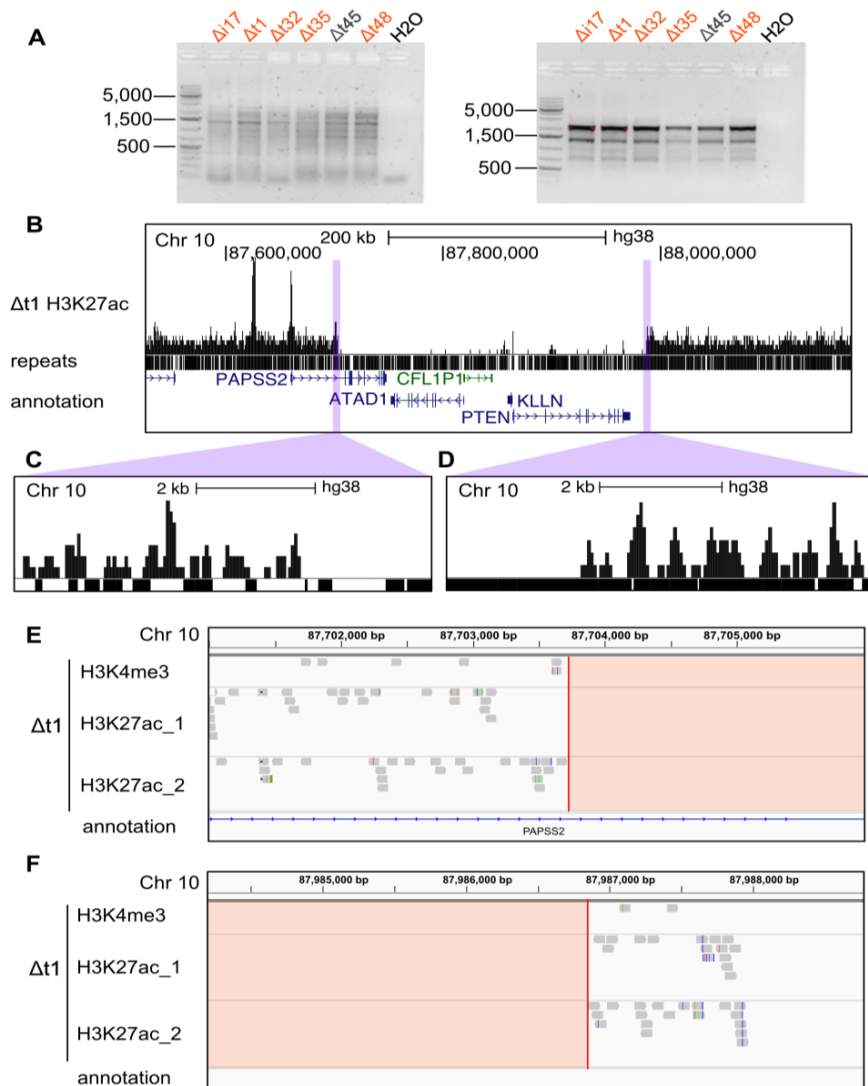 A
Δi17 Δt1 Δt32 Δt35 Δt45 Δt48 H2O
5,000
1,500
500
Δi17 Δt1 Δt32 Δt35 Δt45 Δt48 H2O
5,000
1,500
500
B
Chr 10 200 kb hg38
87,600,000 87,800,000 88,000,000
Δt1 H3K27ac
repeats
annotation
PAPSS2 CFL1P1
ATAD1 KLLN
PTEN
C
Chr 10 2 kb hg38
D
Chr 10 2 kb hg38
E
Chr 10 87,702,000 bp 87,703,000 bp 87,704,000 bp 87,705,000 bp
H3K4me3
Δt1 H3K27ac_1
H3K27ac_2
annotation
PAPSS2
F
Chr 10 87,985,000 bp 87,986,000 bp 87,987,000 bp 87,988,000 bp
H3K4me3
Δt1 H3K27ac_1
H3K27ac_2
annotation